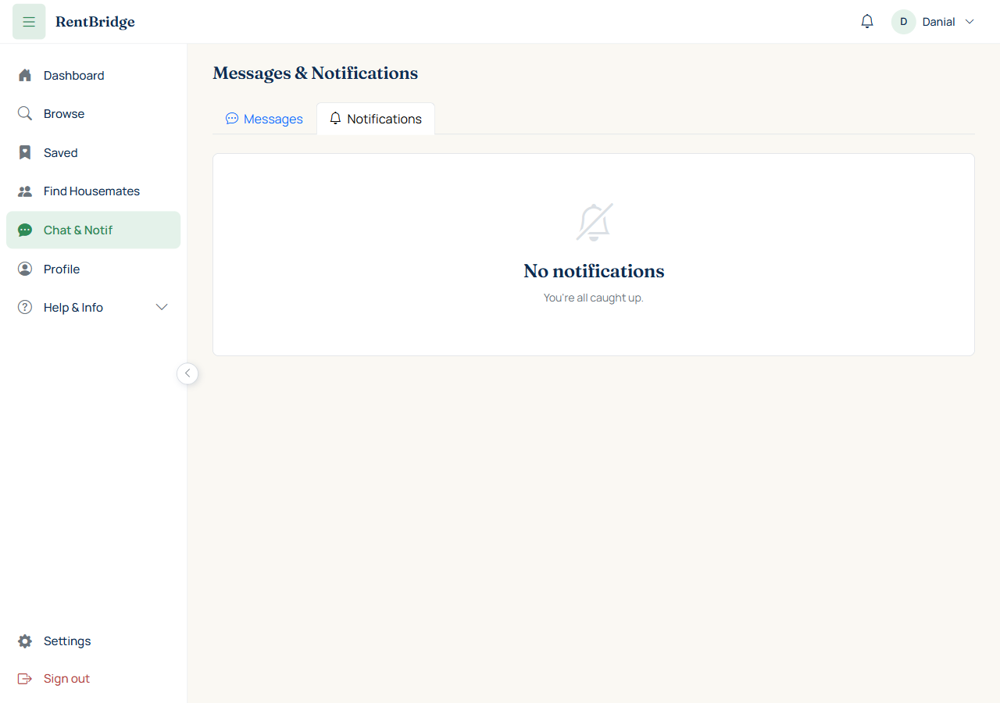 RentBridge
D Danial
Dashboard
Browse
Saved
Find Housemates
Chat & Notif
Profile
Help & Info
Settings
Sign out
Messages & Notifications
Messages
Notifications
No notifications
You're all caught up.